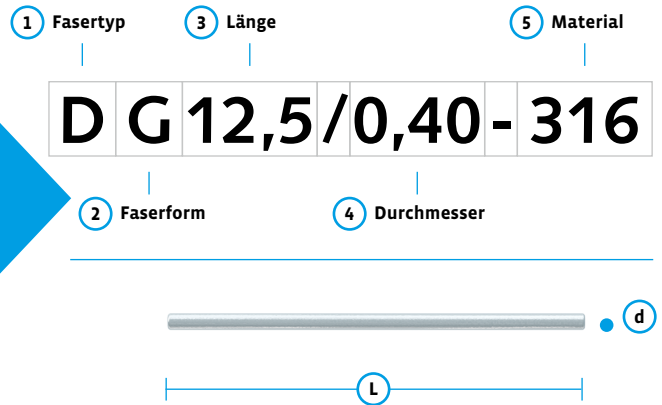 1 Fasertyp 3 Länge 5 Material
D G 12,5 / 0,40 - 316
2 Faserform 4 Durchmesser
d
L